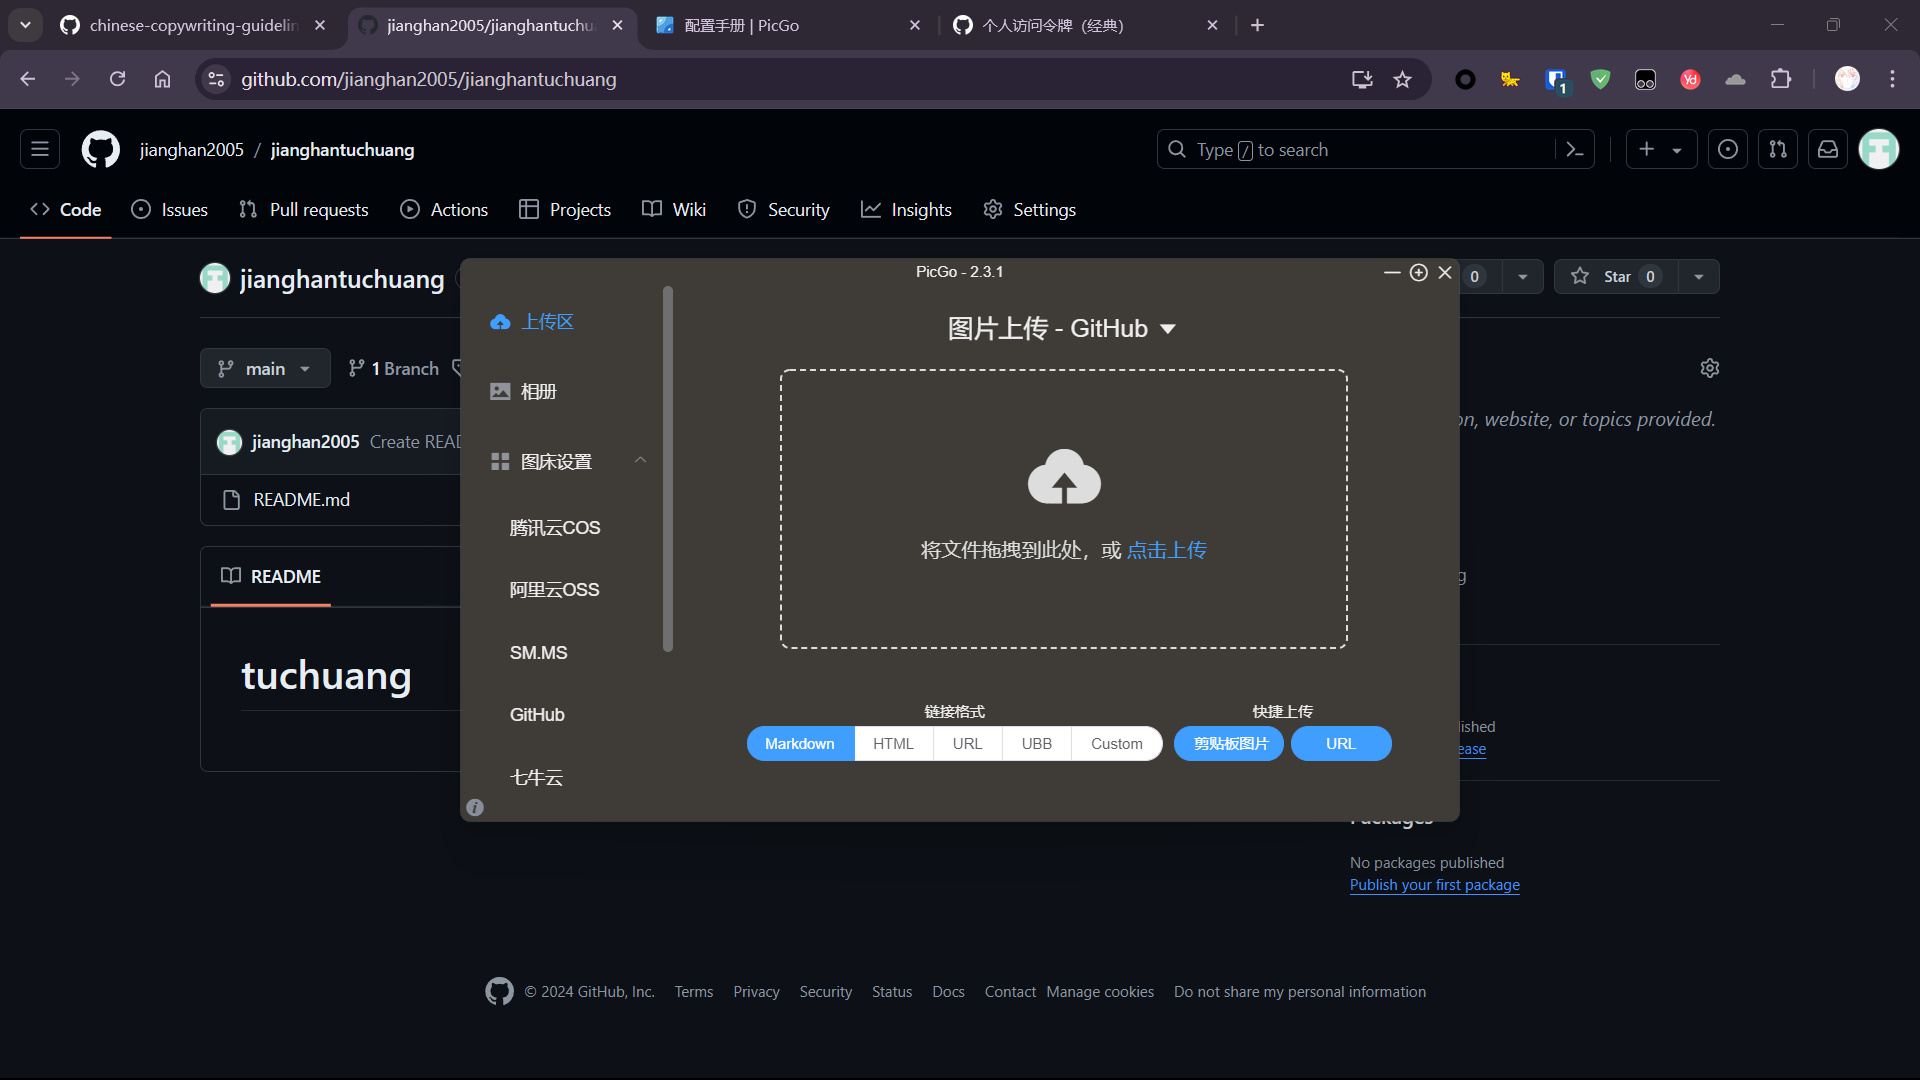 chinese-copywriting-guidelin
jianghan2005/jianghantuchu
配置手册 | PicGo
个人访问令牌（经典）
github.com/jianghan2005/jianghantuchuang
1
jianghan2005 / jianghantuchuang
Type / to search
Code
Issues
Pull requests
Actions
Projects
Wiki
Security
Insights
Settings
jianghantuchuang
0
Star 0
main
1 Branch
on, website, or topics provided.
jianghan2005 Create READ
README.md
README
tuchuang
g
lished
ease
Packages
No packages published
Publish your first package
PicGo - 2.3.1
上传区
相册
图床设置
腾讯云COS
阿里云OSS
SM.MS
GitHub
七牛云
图片上传 - GitHub
将文件拖拽到此处，或 点击上传
链接格式
Markdown HTML URL UBB Custom
快捷上传
剪贴板图片 URL
© 2024 GitHub, Inc. Terms Privacy Security Status Docs Contact Manage cookies Do not share my personal information